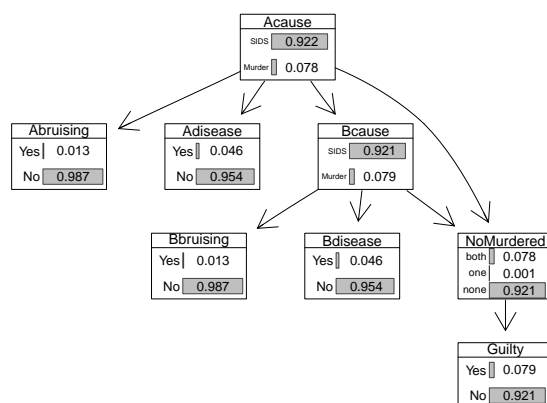 Acause
SIDS 0.922
Murder 0.078
Abruising
Yes 0.013
No 0.987
Adisease
Yes 0.046
No 0.954
Bcause
SIDS 0.921
Murder 0.079
Bbruising
Yes 0.013
No 0.987
Bdisease
Yes 0.046
No 0.954
NoMurdered
both 0.078
one 0.001
none 0.921
Guilty
Yes 0.079
No 0.921